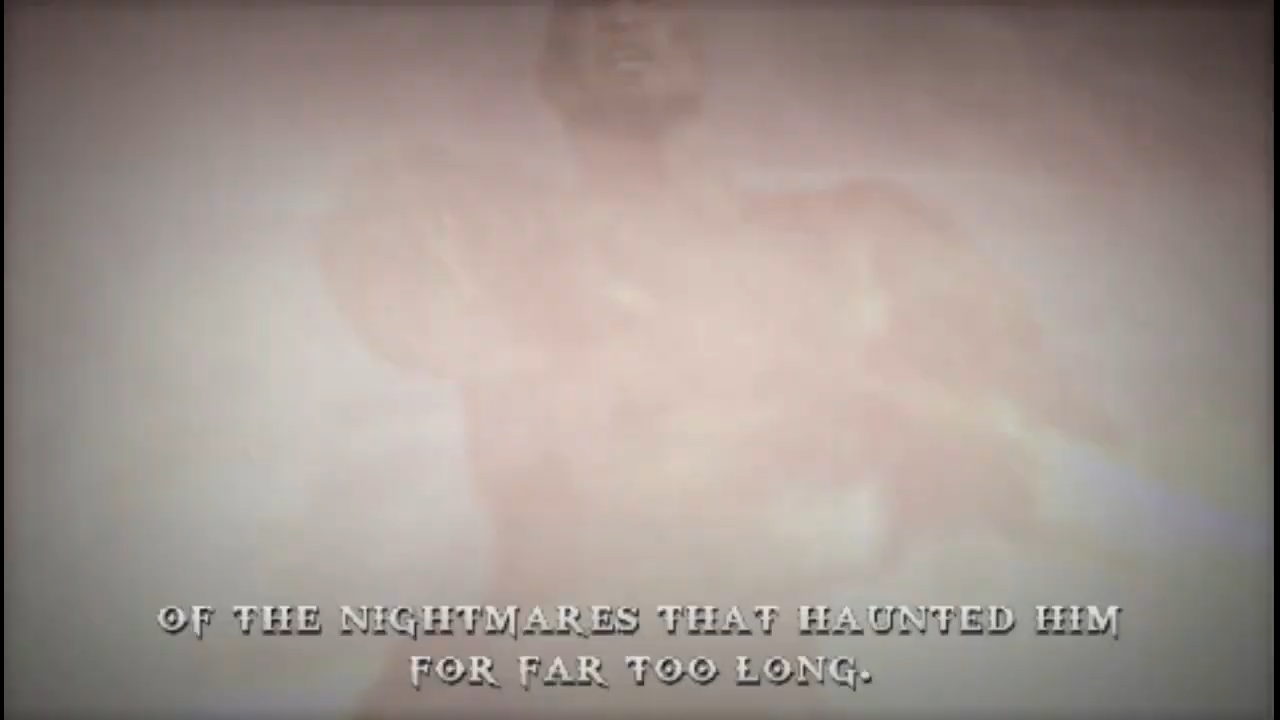 OF THE NIGHTMARES THAT HAUNTED HIM
FOR FAR TOO LONG.